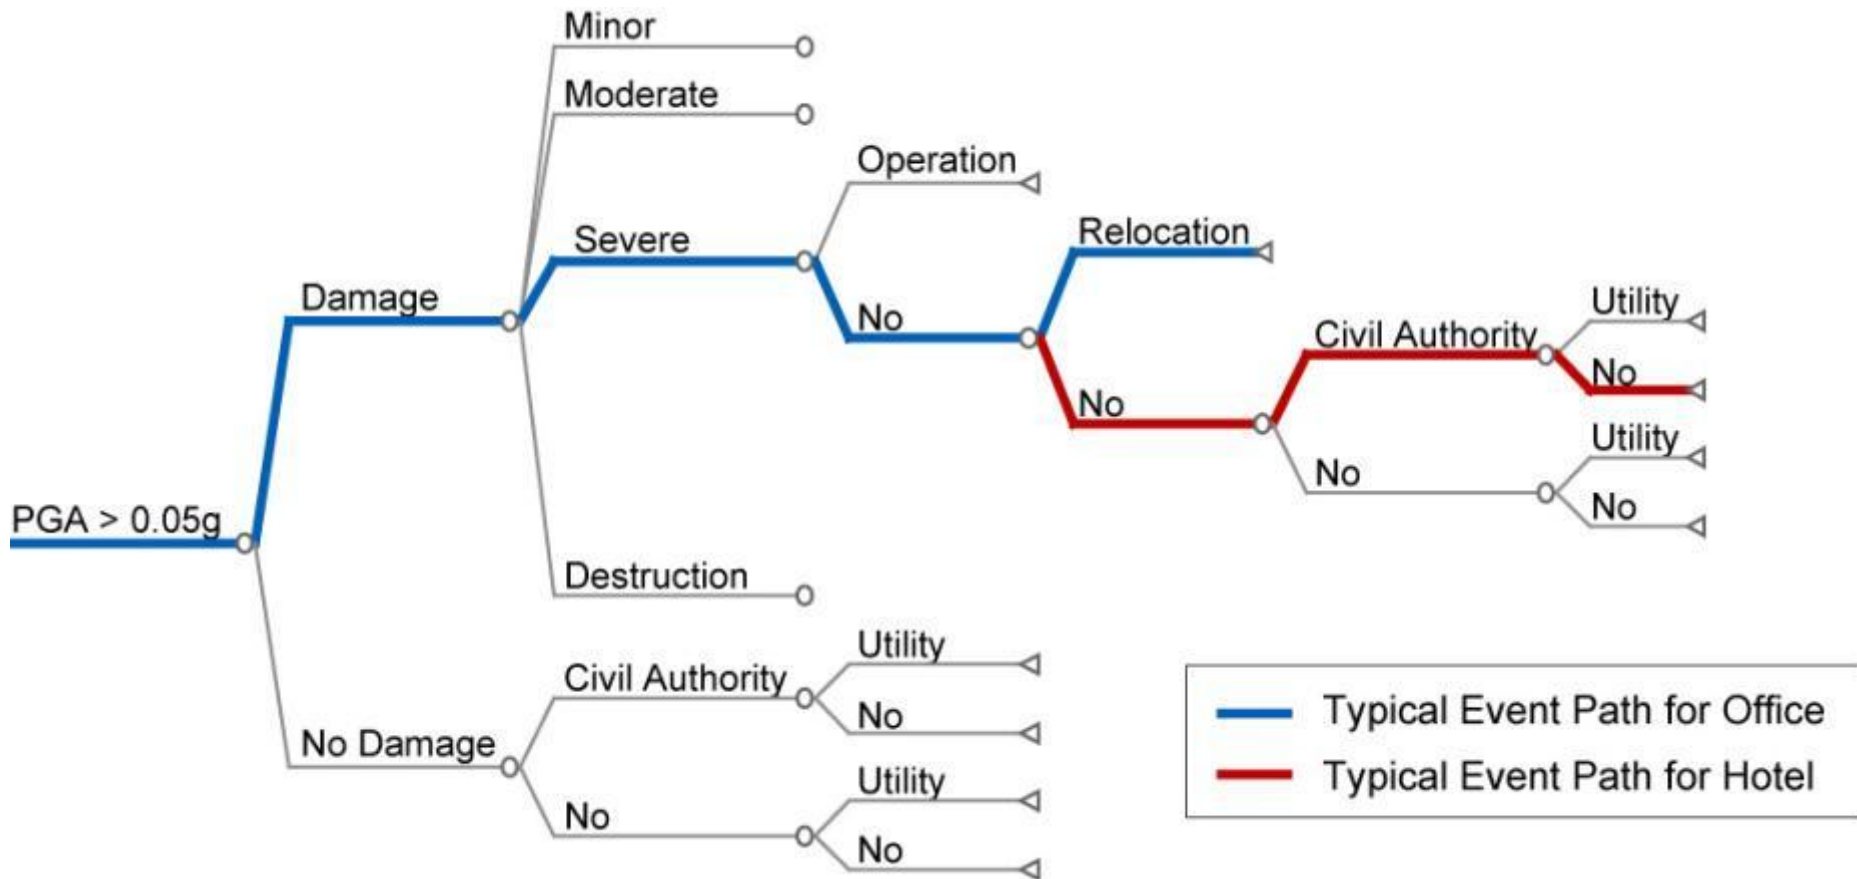 Minor
Moderate
Operation
Severe
Relocation
Damage
Utility
No
Civil Authority
No
No
Utility
No
No
PGA > 0.05g
Destruction
Utility
Civil Authority
No
No Damage
Utility
No
No
Typical Event Path for Office
Typical Event Path for Hotel